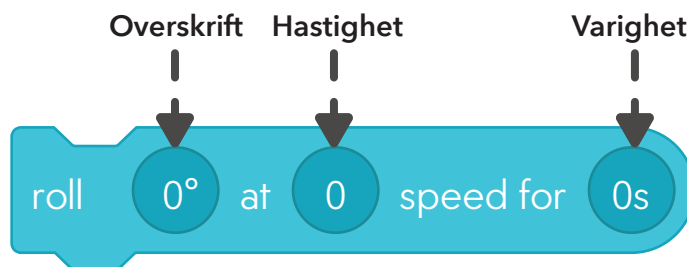 Overskrift Hastighet Varighet
roll 0° at 0 speed for 0s